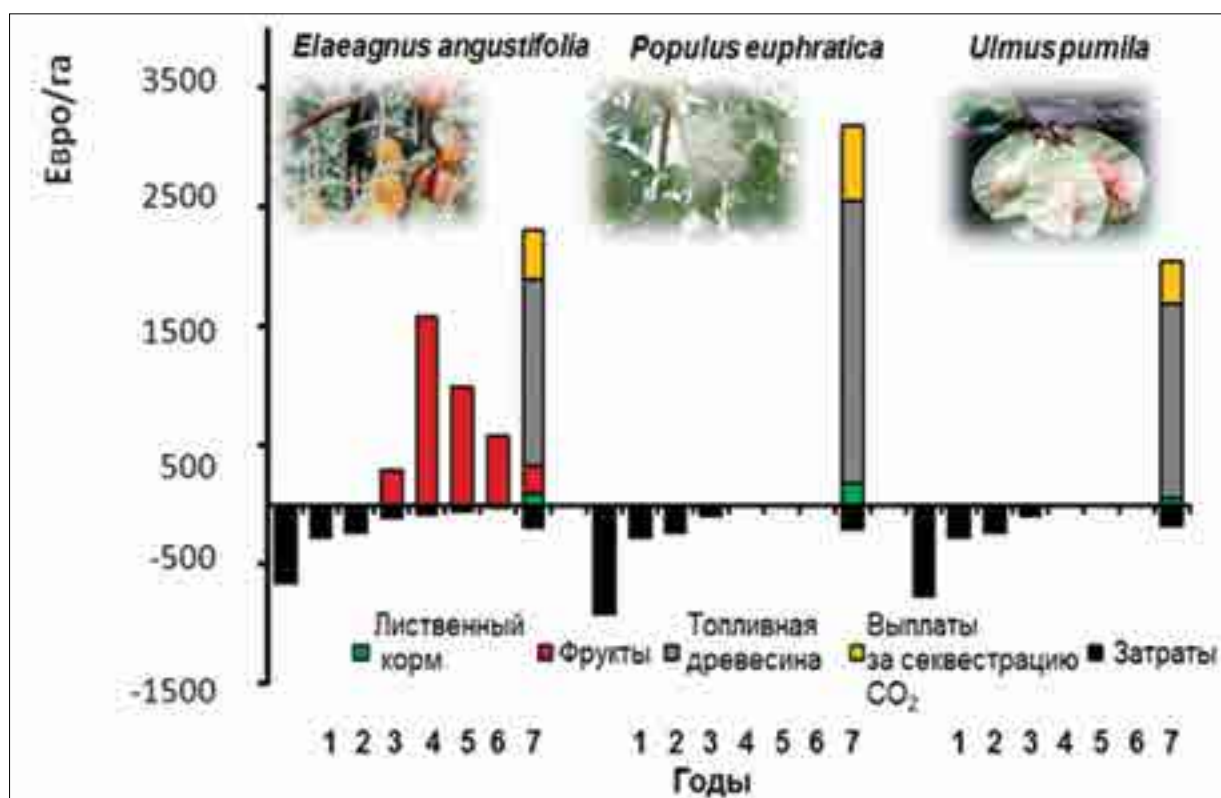 Евро/га
Elaeagnus angustifolia
Populus euphratica
Ulmus pumila
3500
2500
1500
500
-500
-1500
Лиственный
корм
Фрукты
Топливная
древесина
Выплаты
за секвестрацию
CO2
Затраты
1 2 3 4 5 6 7 1 2 3 4 5 6 7 1 2 3 4 5 6 7
Годы